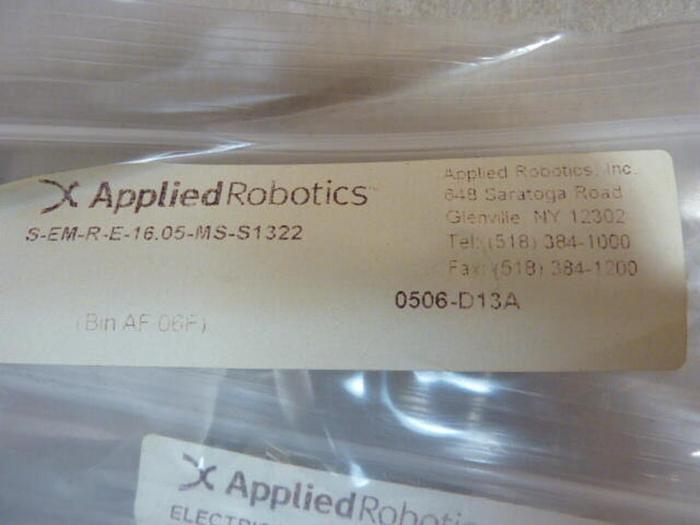 Applied Robotics™
S-EM-R-E-16.05-MS-S1322
(Bin AF 06F)
Applied Robotics, Inc.
648 Saratoga Road
Glenville, NY 12302
Tel: (518) 384-1000
Fax: (518) 384-1200
0506-D13A
Applied Robotics